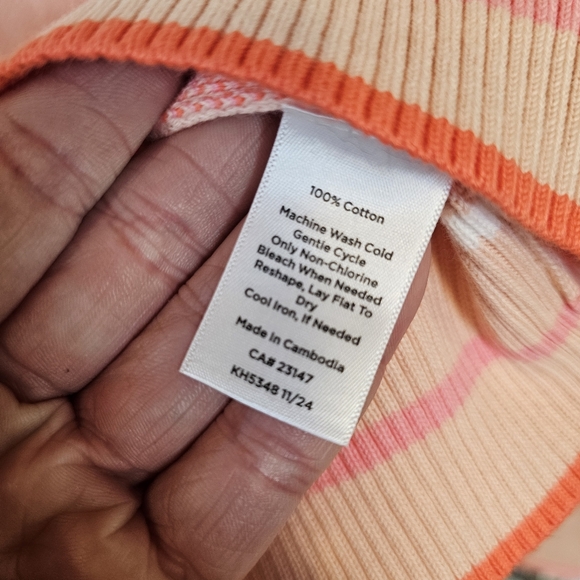 100% Cotton
Machine Wash Cold
Gentle Cycle
Only Non-Chlorine
Bleach When Needed
Reshape, Lay Flat To
Dry
Cool Iron, If Needed
Made in Cambodia
CA# 23147
KH5348 11/24